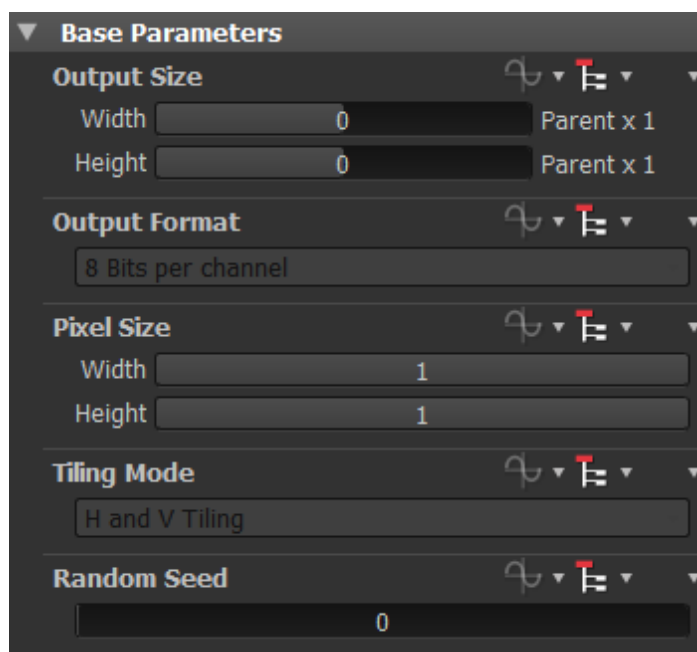 Base Parameters
Output Size
Width 0 Parent x 1
Height 0 Parent x 1
Output Format
8 Bits per channel
Pixel Size
Width 1
Height 1
Tiling Mode
H and V Tiling
Random Seed
0